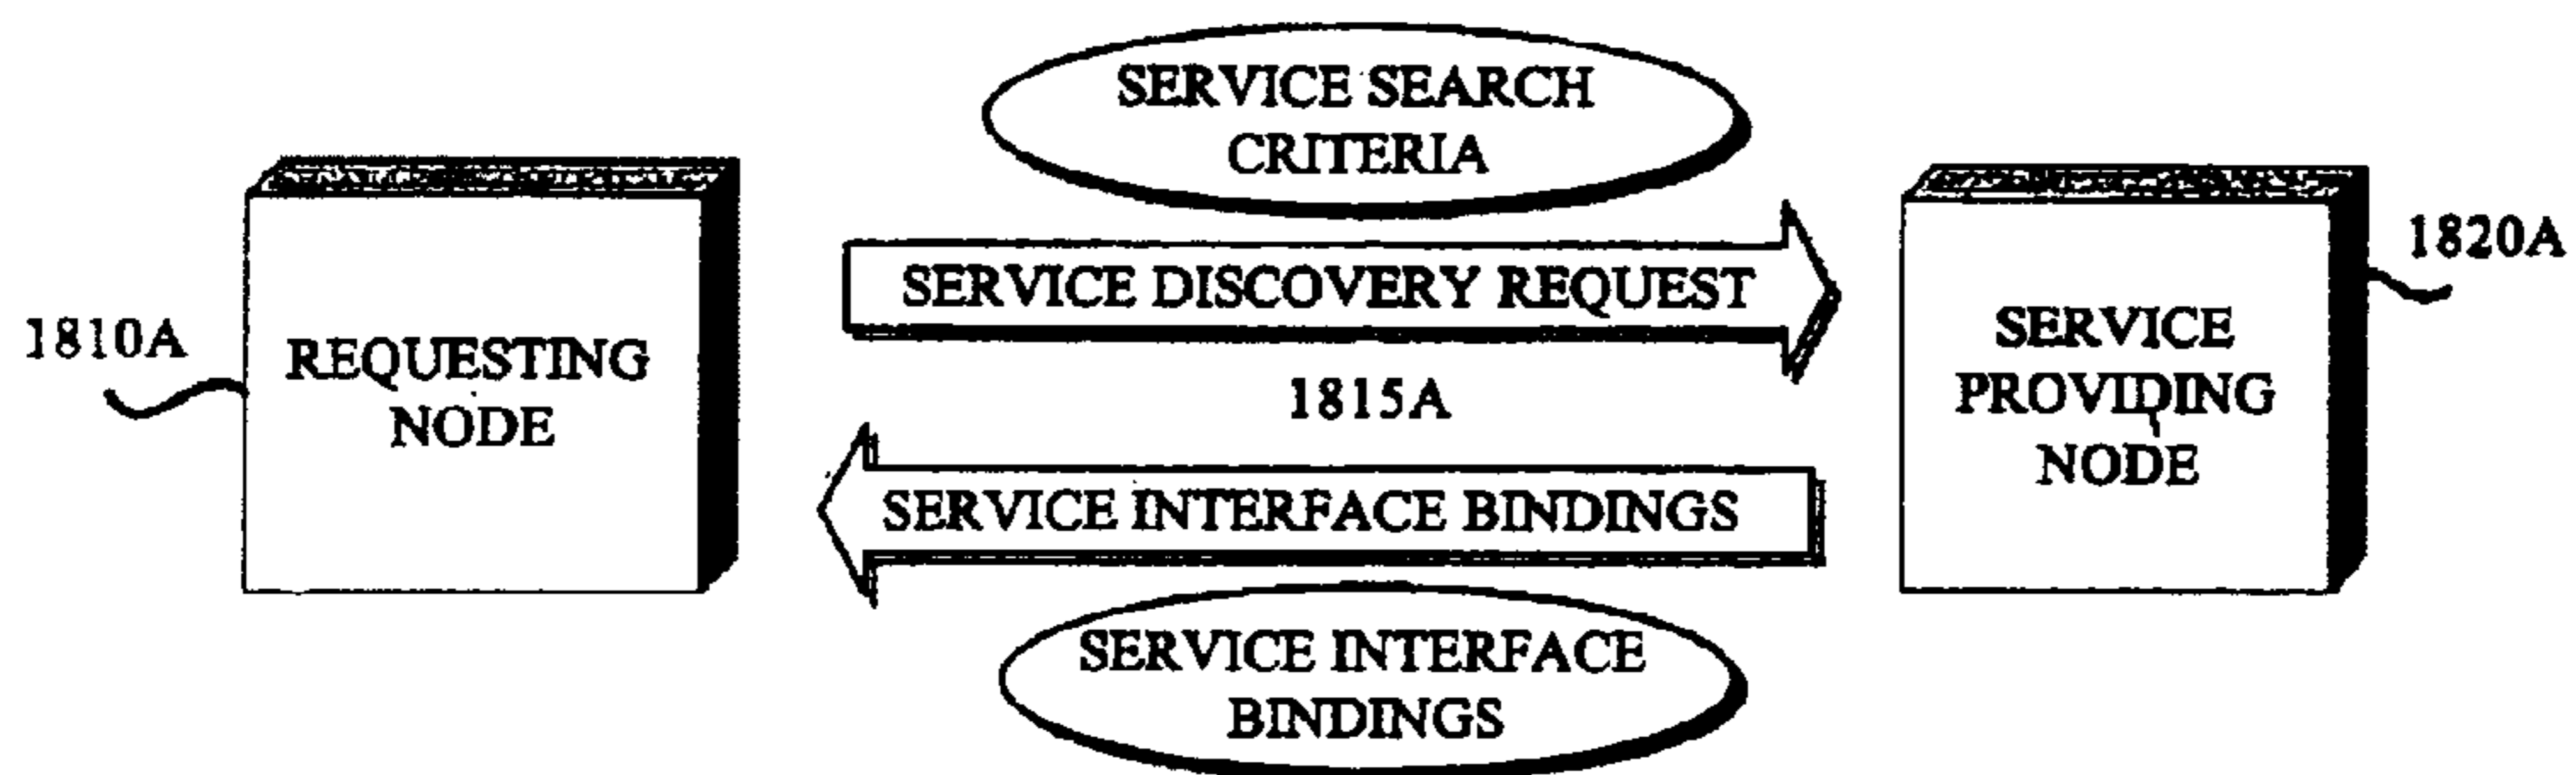 SERVICE SEARCH
CRITERIA
1820A
SERVICE DISCOVERY REQUEST
1810A
REQUESTING
NODE
SERVICE
PROVIDING
NODE
1815A
SERVICE INTERFACE BINDINGS
SERVICE INTERFACE
BINDINGS